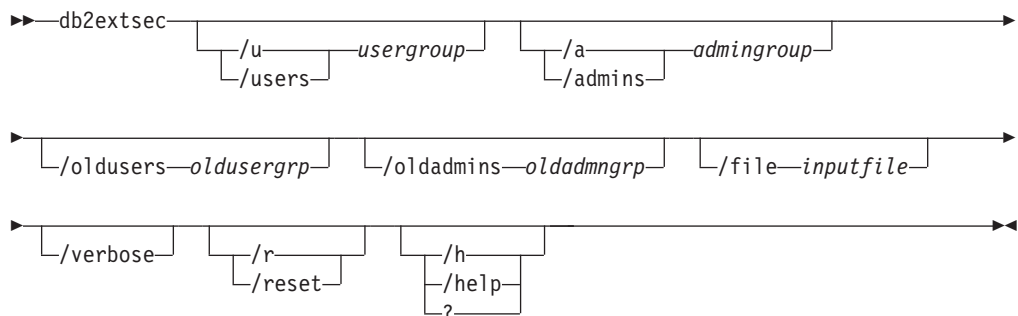 db2extsec /u usergroup /a admingroup
/users /admins
/oldusers oldusergrp /oldadmins oldadmngrp /file inputfile
/verbose /r /h
/reset /help
?